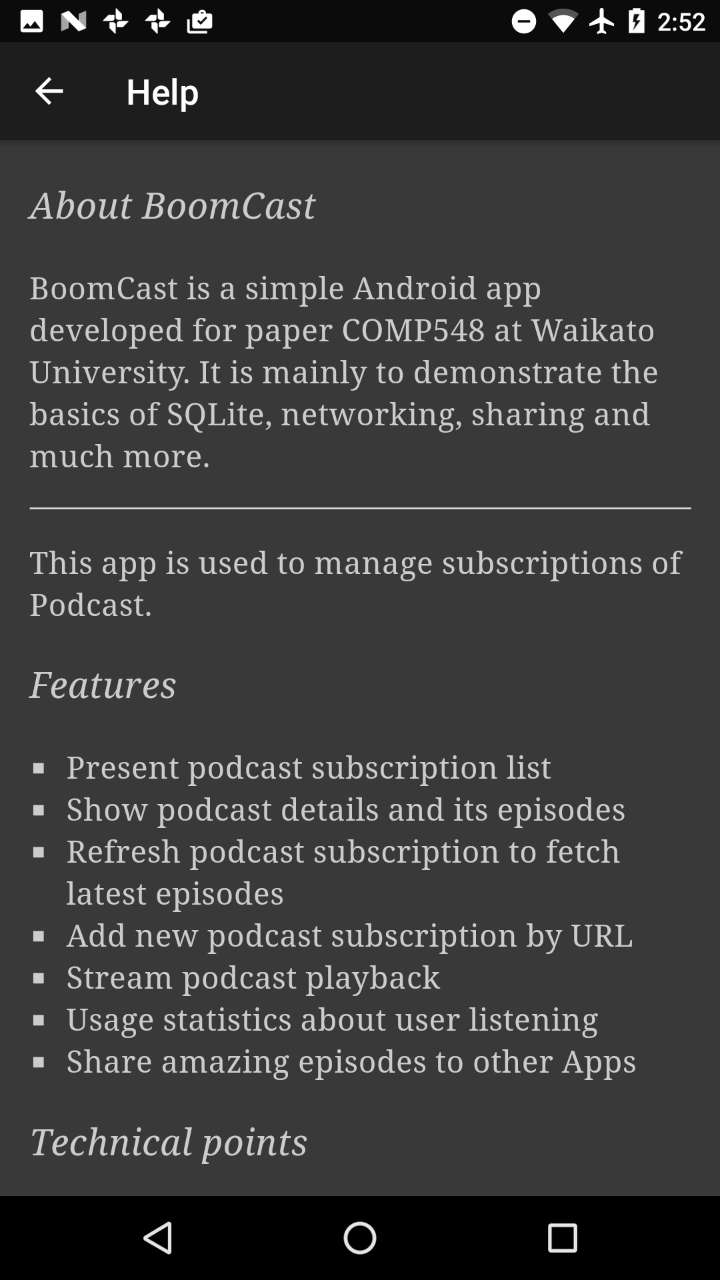 2:52
Help
About BoomCast
BoomCast is a simple Android app
developed for paper COMP548 at Waikato
University. It is mainly to demonstrate the
basics of SQLite, networking, sharing and
much more.
This app is used to manage subscriptions of
Podcast.
Features
Present podcast subscription list
Show podcast details and its episodes
Refresh podcast subscription to fetch
latest episodes
Add new podcast subscription by URL
Stream podcast playback
Usage statistics about user listening
Share amazing episodes to other Apps
Technical points